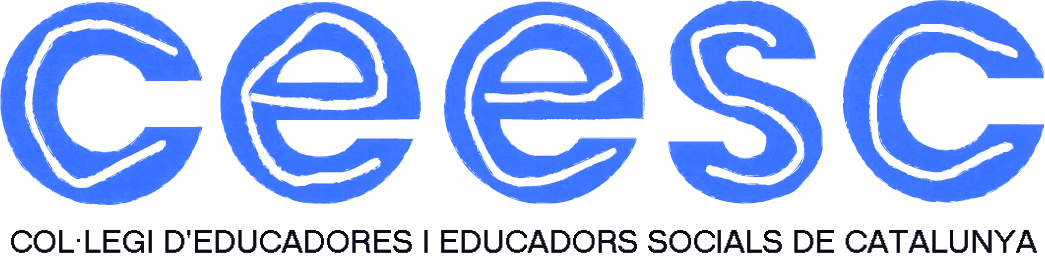 ceesc
COL·LEGI D'EDUCADORES I EDUCADORS SOCIALS DE CATALUNYA